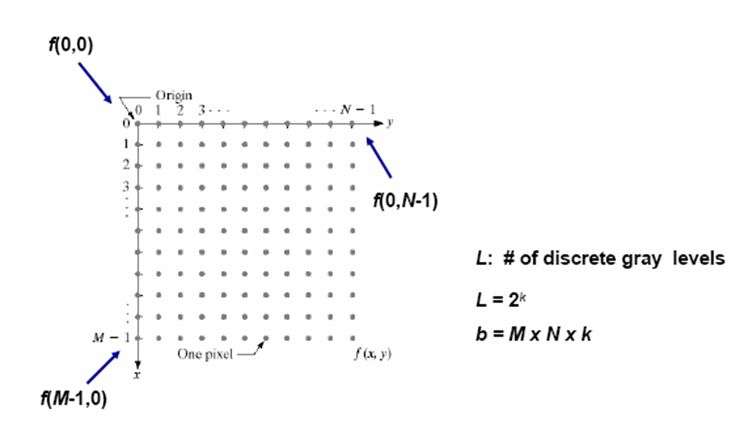 f(0,0)
Origin
0 1 2 3 · · · · · · N – 1
0 y
1
2
3
f(0,N-1)
L: # of discrete gray levels
L = 2ᵏ
b = M x N x k
M – 1
One pixel f (x, y)
x
f(M-1,0)